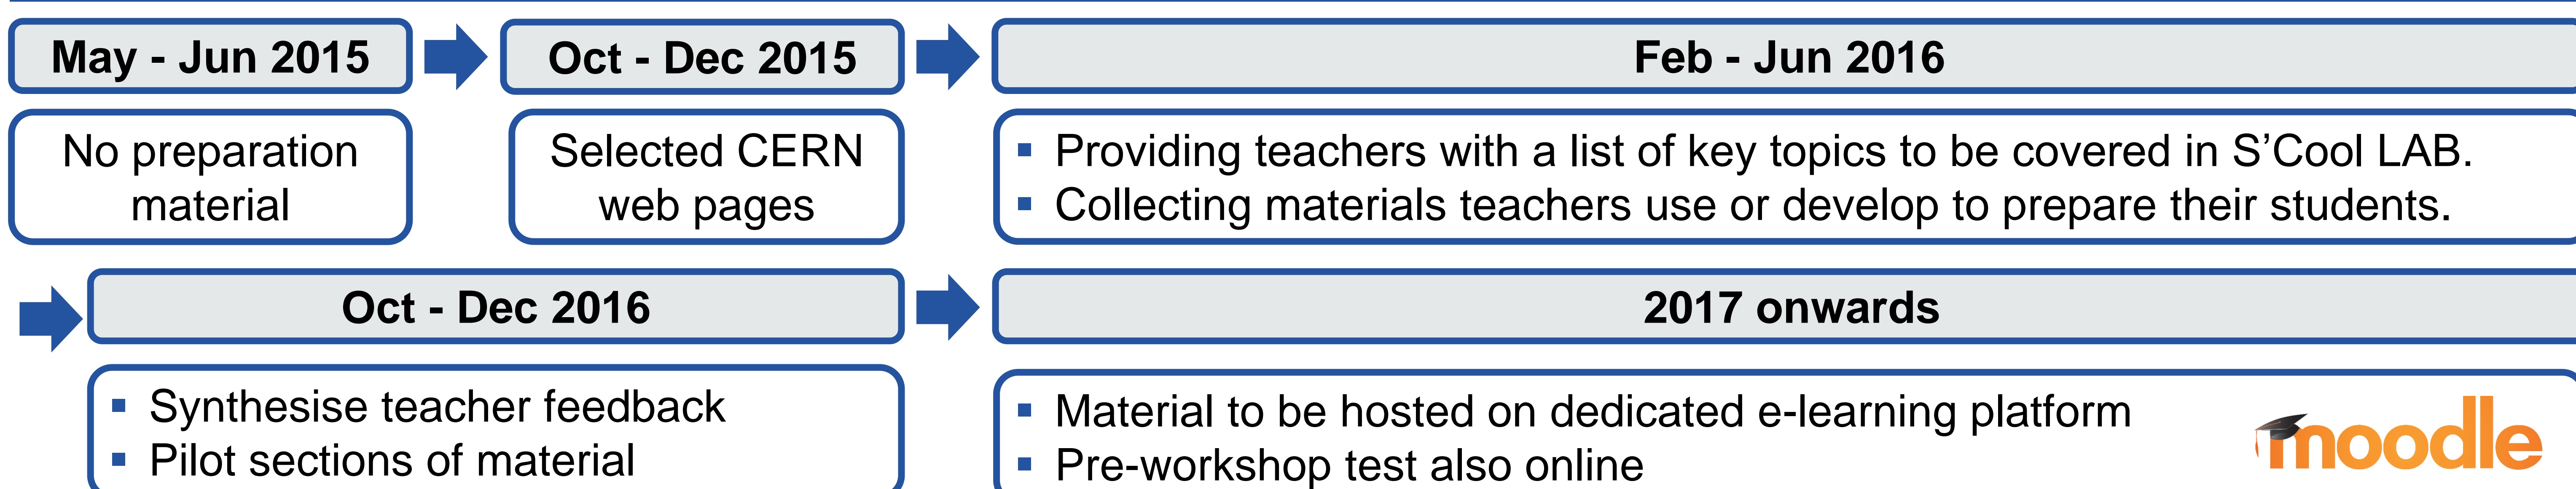 May - Jun 2015
Oct - Dec 2015
Feb - Jun 2016
No preparation
material
Selected CERN
web pages
▪ Providing teachers with a list of key topics to be covered in S’Cool LAB.
▪ Collecting materials teachers use or develop to prepare their students.
Oct - Dec 2016
2017 onwards
▪ Synthesise teacher feedback
▪ Pilot sections of material
▪ Material to be hosted on dedicated e-learning platform
▪ Pre-workshop test also online
moodle